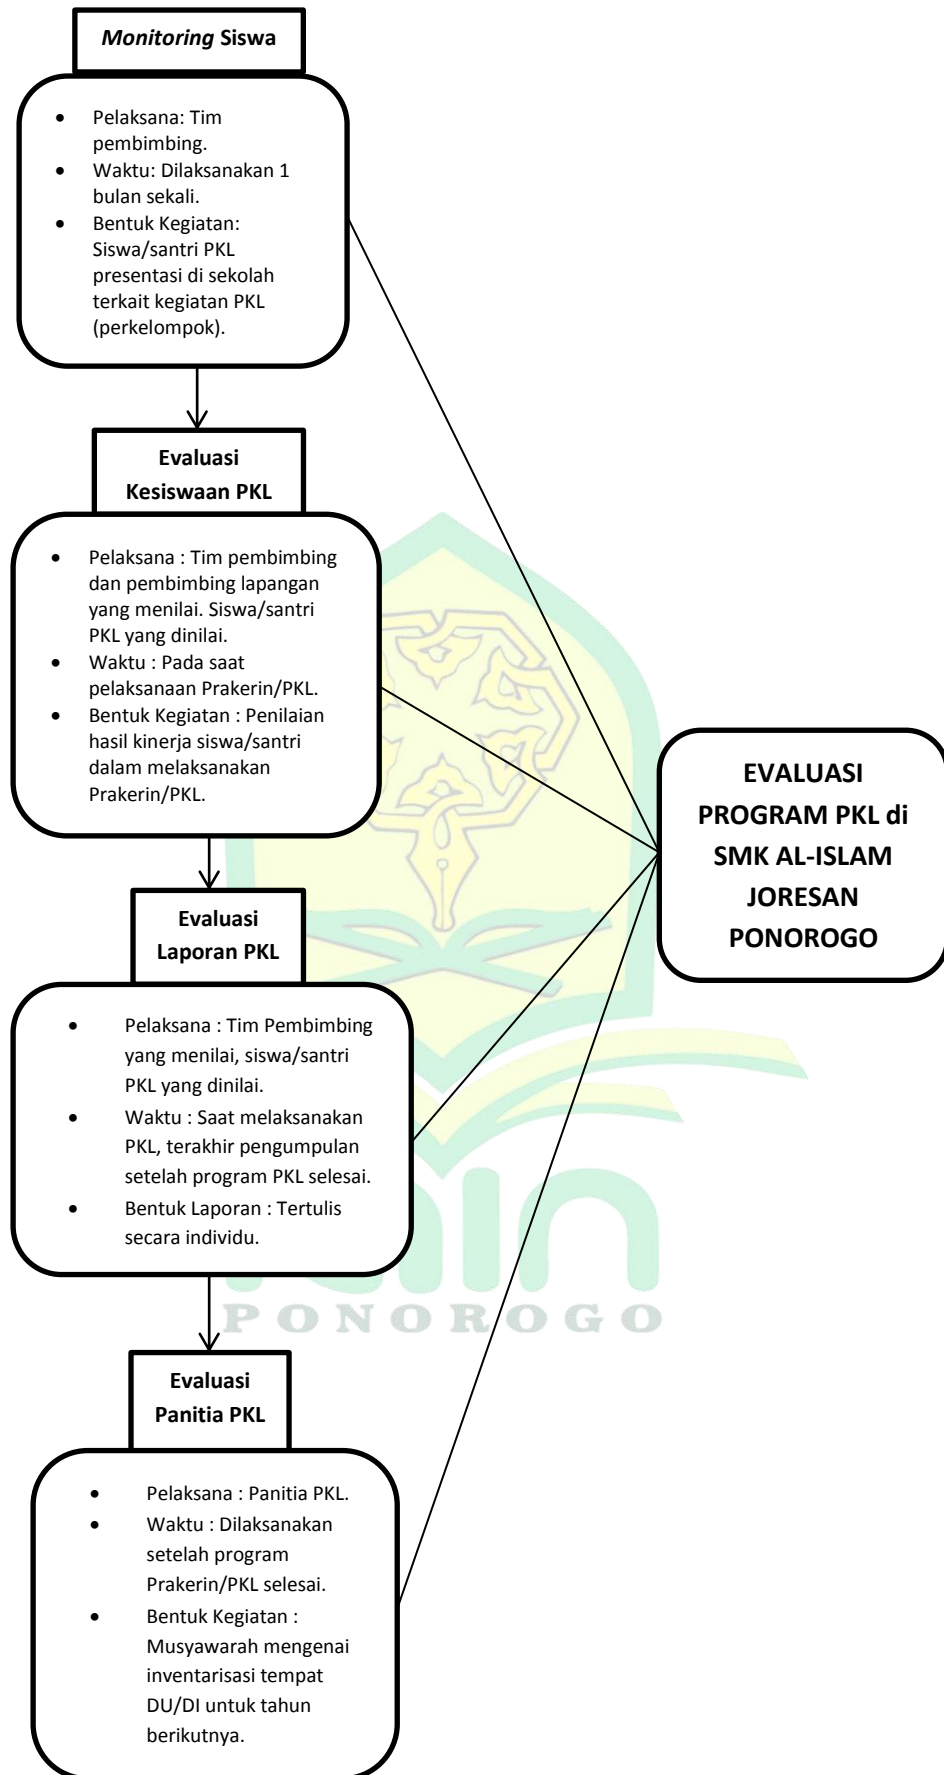 Monitoring Siswa
• Pelaksana: Tim
pembimbing.
• Waktu: Dilaksanakan 1
bulan sekali.
• Bentuk Kegiatan:
Siswa/santri PKL
presentasi di sekolah
terkait kegiatan PKL
(perkelompok).
Evaluasi
Kesiswaan PKL
• Pelaksana : Tim pembimbing
dan pembimbing lapangan
yang menilai. Siswa/santri
PKL yang dinilai.
• Waktu : Pada saat
pelaksanaan Prakerin/PKL.
• Bentuk Kegiatan : Penilaian
hasil kinerja siswa/santri
dalam melaksanakan
Prakerin/PKL.
Evaluasi
Laporan PKL
• Pelaksana : Tim Pembimbing
yang menilai, siswa/santri
PKL yang dinilai.
• Waktu : Saat melaksanakan
PKL, terakhir pengumpulan
setelah program PKL selesai.
• Bentuk Laporan : Tertulis
secara individu.
Evaluasi
Panitia PKL
• Pelaksana : Panitia PKL.
• Waktu : Dilaksanakan
setelah program
Prakerin/PKL selesai.
• Bentuk Kegiatan :
Musyawarah mengenai
inventarisasi tempat
DU/DI untuk tahun
berikutnya.
EVALUASI
PROGRAM PKL di
SMK AL-ISLAM
JORESAN
PONOROGO
iain
PONOROGO